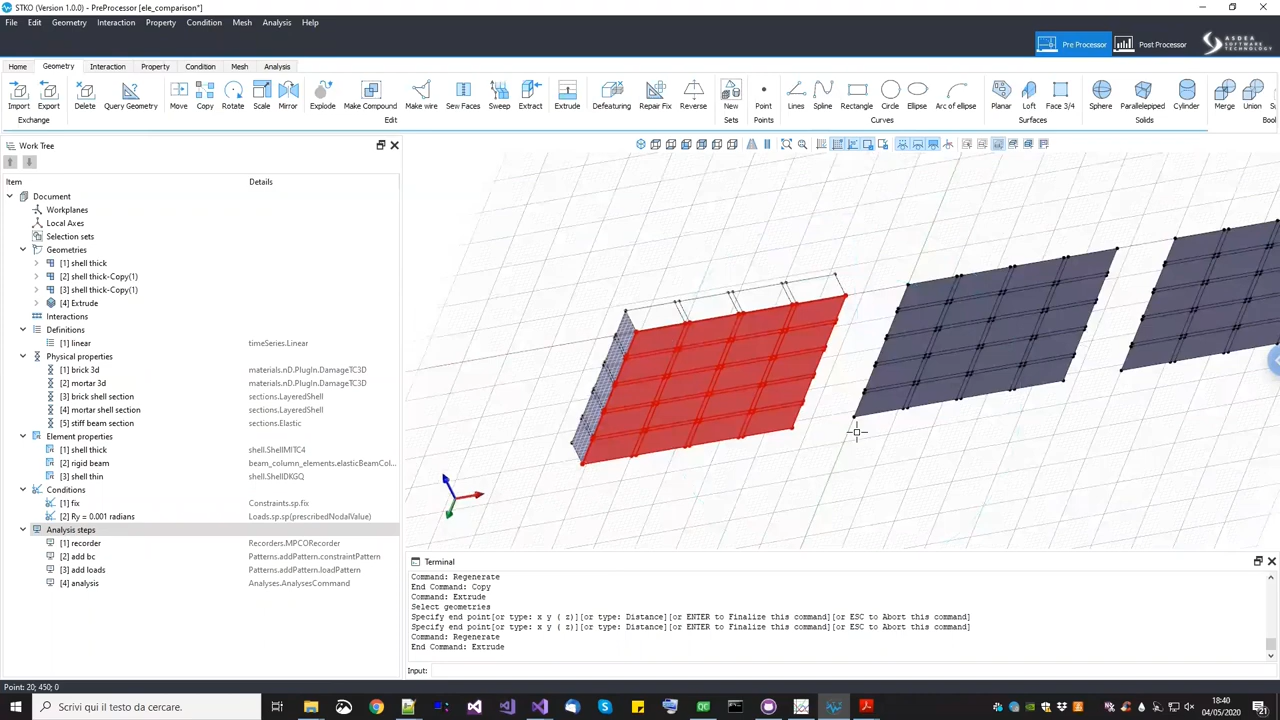 STKO (Version 1.0.0) - PreProcessor [ele_comparison*]
File Edit Geometry Interaction Property Condition Mesh Analysis Help
Pre Processor Post Processor ASDEA SOFTWARE TECHNOLOGY
Home Geometry Interaction Property Condition Mesh Analysis
Import Export Delete Query Geometry Move Copy Rotate Scale Mirror Explode Make Compound Make wire Sew Faces Sweep Extract Extrude Defeaturing Repair Fix Reverse New Point Lines Spline Rectangle Circle Ellipse Arc of ellipse Planar Loft Face 3/4 Sphere Parallelepiped Cylinder Merge Union
Exchange Edit Sets Points Curves Surfaces Solids
Work Tree
Item Details
Document
Workplanes
Local Axes
Selection sets
Geometries
[1] shell thick
[2] shell thick-Copy(1)
[3] shell thick-Copy(1)
[4] Extrude
Interactions
Definitions
[1] linear timeSeries.Linear
Physical properties
[1] brick 3d materials.nD.PlugIn.DamageTC3D
[2] mortar 3d materials.nD.PlugIn.DamageTC3D
[3] brick shell section sections.LayeredShell
[4] mortar shell section sections.LayeredShell
[5] stiff beam section sections.Elastic
Element properties
[1] shell thick shell.ShellMITC4
[2] rigid beam beam_column_elements.elasticBeamCol...
[3] shell thin shell.ShellDKGQ
Conditions
[1] fix Constraints.sp.fix
[2] Ry = 0.001 radians Loads.sp.sp(prescribedNodalValue)
Analysis steps
[1] recorder Recorders.MPCORecorder
[2] add bc Patterns.addPattern.constraintPattern
[3] add loads Patterns.addPattern.loadPattern
[4] analysis Analyses.AnalysesCommand
Terminal
Command: Regenerate
End Command: Copy
Command: Extrude
Select geometries
Specify end point[or type: x y ( z)][or type: Distance][or ENTER to Finalize this command][or ESC to Abort this command]
Specify end point[or type: x y ( z)][or type: Distance][or ENTER to Finalize this command][or ESC to Abort this command]
Command: Regenerate
End Command: Extrude
Input:
Point: 20; 450; 0
Scrivi qui il testo da cercare.
18:40
04/05/2020